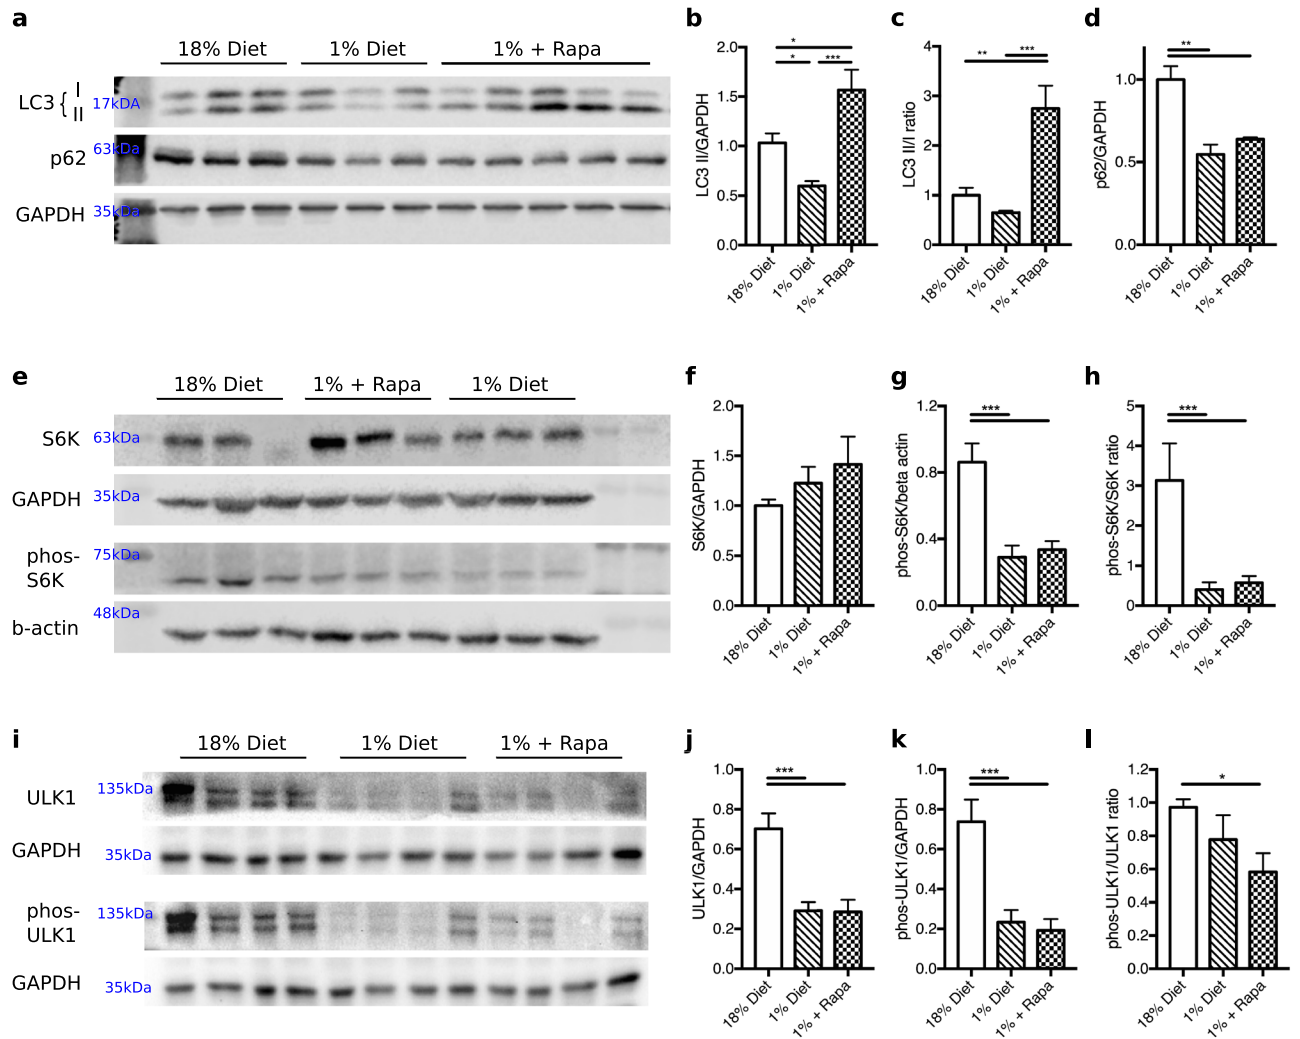 a
18% Diet 1% Diet 1% + Rapa
LC3 { I
II
17kDA
p62
63kDa
GAPDH
35kDa
b
LC3 II/GAPDH
2.0
1.5
1.0
0.5
0.0
* * ***
18% Diet
1% Diet
1% + Rapa
c
LC3 II/I ratio
4
3
2
1
0
** ***
18% Diet
1% Diet
1% + Rapa
d
p62/GAPDH
1.0
0.5
0.0
**
18% Diet
1% Diet
1% + Rapa
e
18% Diet 1% + Rapa 1% Diet
S6K
63kDa
GAPDH
35kDa
phos-
S6K
75kDa
b-actin
48kDa
f
S6K/GAPDH
2.0
1.5
1.0
0.5
0.0
18% Diet
1% Diet
1% + Rapa
g
phos-S6K/beta actin
1.2
0.8
0.4
0.0
***
18% Diet
1% Diet
1% + Rapa
h
phos-S6K/S6K ratio
5
4
3
2
1
0
***
18% Diet
1% Diet
1% + Rapa
i
18% Diet 1% Diet 1% + Rapa
ULK1
135kDa
GAPDH
35kDa
phos-
ULK1
135kDa
GAPDH
35kDa
j
ULK1/GAPDH
1.0
0.8
0.6
0.4
0.2
0.0
***
18% Diet
1% Diet
1% + Rapa
k
phos-ULK1/GAPDH
1.0
0.8
0.6
0.4
0.2
0.0
***
18% Diet
1% Diet
1% + Rapa
l
phos-ULK1/ULK1 ratio
1.2
1.0
0.8
0.6
0.4
0.2
0.0
*
18% Diet
1% Diet
1% + Rapa